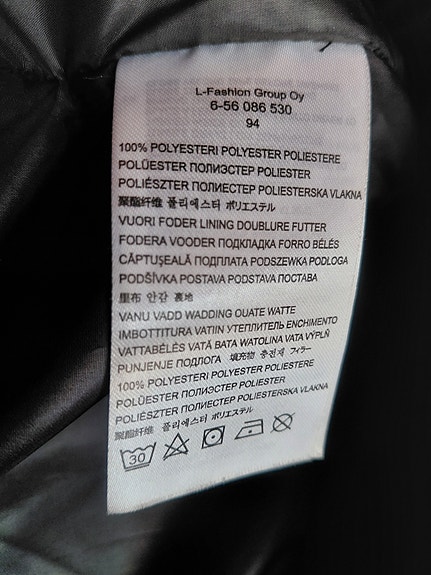 L-Fashion Group Oy
6-56 086 530
94
100% POLYESTERI POLYESTER POLIESTERE
POLÜESTER ПОЛИЭСТЕР POLIESTER
POLIÉSZTER ПОЛИЕСТЕР POLIESTERSKA VLAKNA
聚酯纤维 폴리에스터 ポリエステル
VUORI FODER LINING DOUBLURE FUTTER
FODERA VOODER ПОДКЛАДКА FORRO BÉLÉS
CĂPTUŞEALĂ ПОДПЛАТА PODSZEWKA PODLOGA
PODŠÍVKA POSTAVA PODSTAVA ПОСТАВА
里布 안감 裏地
VANU VADD WADDING OUATE WATTE
IMBOTTITURA VATIIN УТЕПЛИТЕЛЬ ENCHIMENTO
VATTABÉLÉS VATĂ BATA WATOLINA VATA VÝPLŇ
PUNJENJE ПОДЛОГА 填充物 충전재 フィラー
100% POLYESTERI POLYESTER POLIESTERE
POLÜESTER ПОЛИЭСТЕР POLIESTER
POLIÉSZTER ПОЛИЕСТЕР POLIESTERSKA VLAKNA
聚酯纤维 폴리에스터 ポリエステル
30